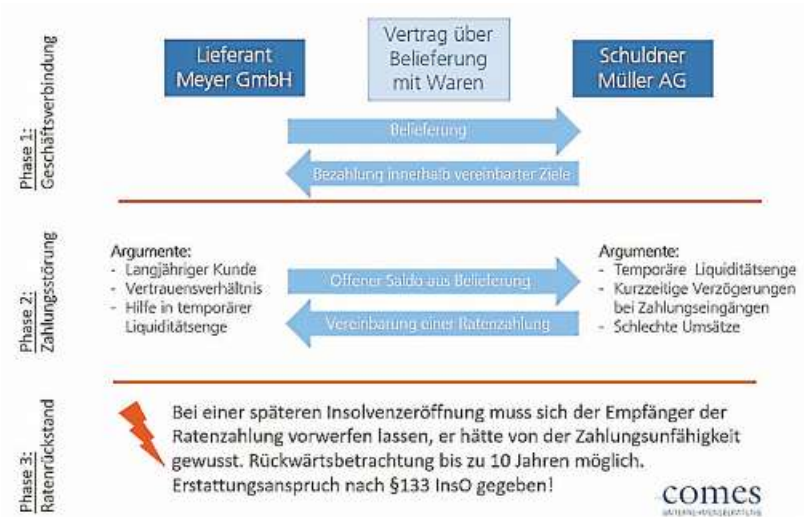 Phase 1:
Geschäftsverbindung
Lieferant
Meyer GmbH
Vertrag über
Belieferung
mit Waren
Schuldner
Müller AG
Belieferung
Bezahlung innerhalb vereinbarter Ziele
Phase 2:
Zahlungsstörung
Argumente:
- Langjähriger Kunde
- Vertrauensverhältnis
- Hilfe in temporärer
Liquiditätsenge
Offener Saldo aus Belieferung
Vereinbarung einer Ratenzahlung
Argumente:
- Temporäre Liquiditätsenge
- Kurzzeitige Verzögerungen
bei Zahlungseingängen
- Schlechte Umsätze
Phase 3:
Ratenrückstand
Bei einer späteren Insolvenzeröffnung muss sich der Empfänger der
Ratenzahlung vorwerfen lassen, er hätte von der Zahlungsunfähigkeit
gewusst. Rückwärtsbetrachtung bis zu 10 Jahren möglich.
Erstattungsanspruch nach §133 InsO gegeben!
comes
UNTERNEHMENSBERATUNG